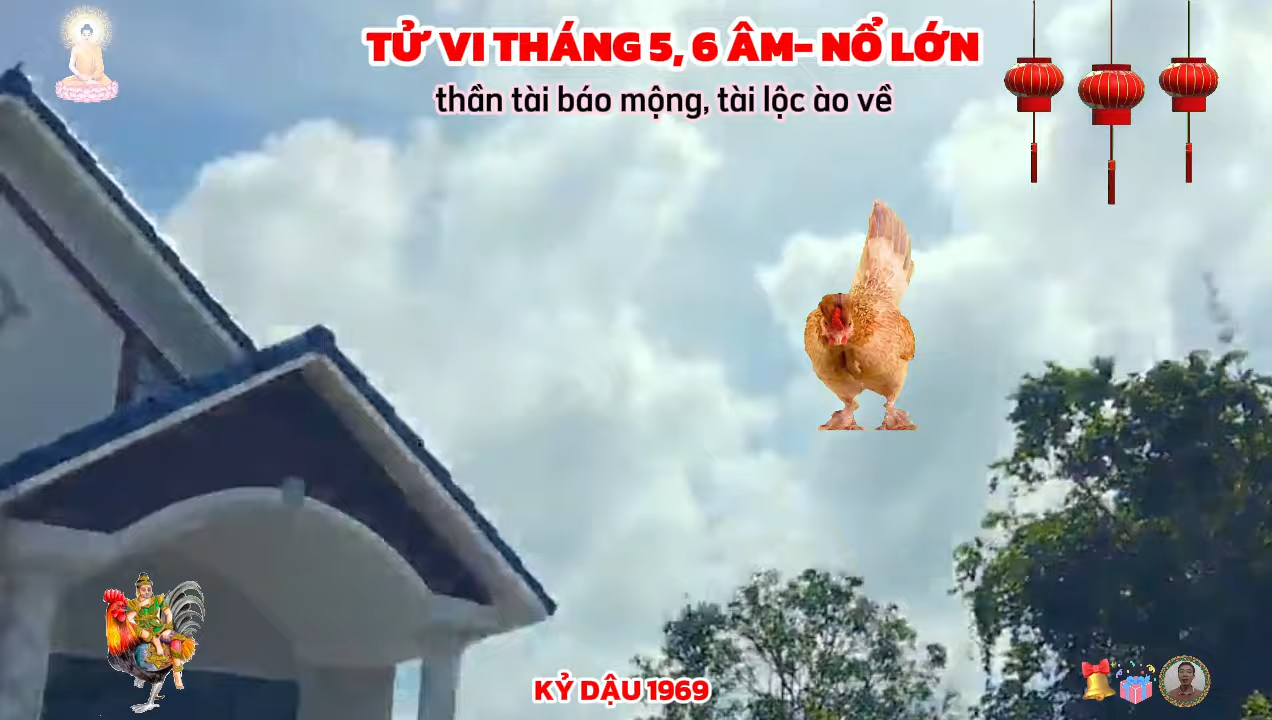 TỬ VI THÁNG 5, 6 ÂM- NỔ LỚN
thần tài báo mộng, tài lộc ào về
KỶ DẬU 1969